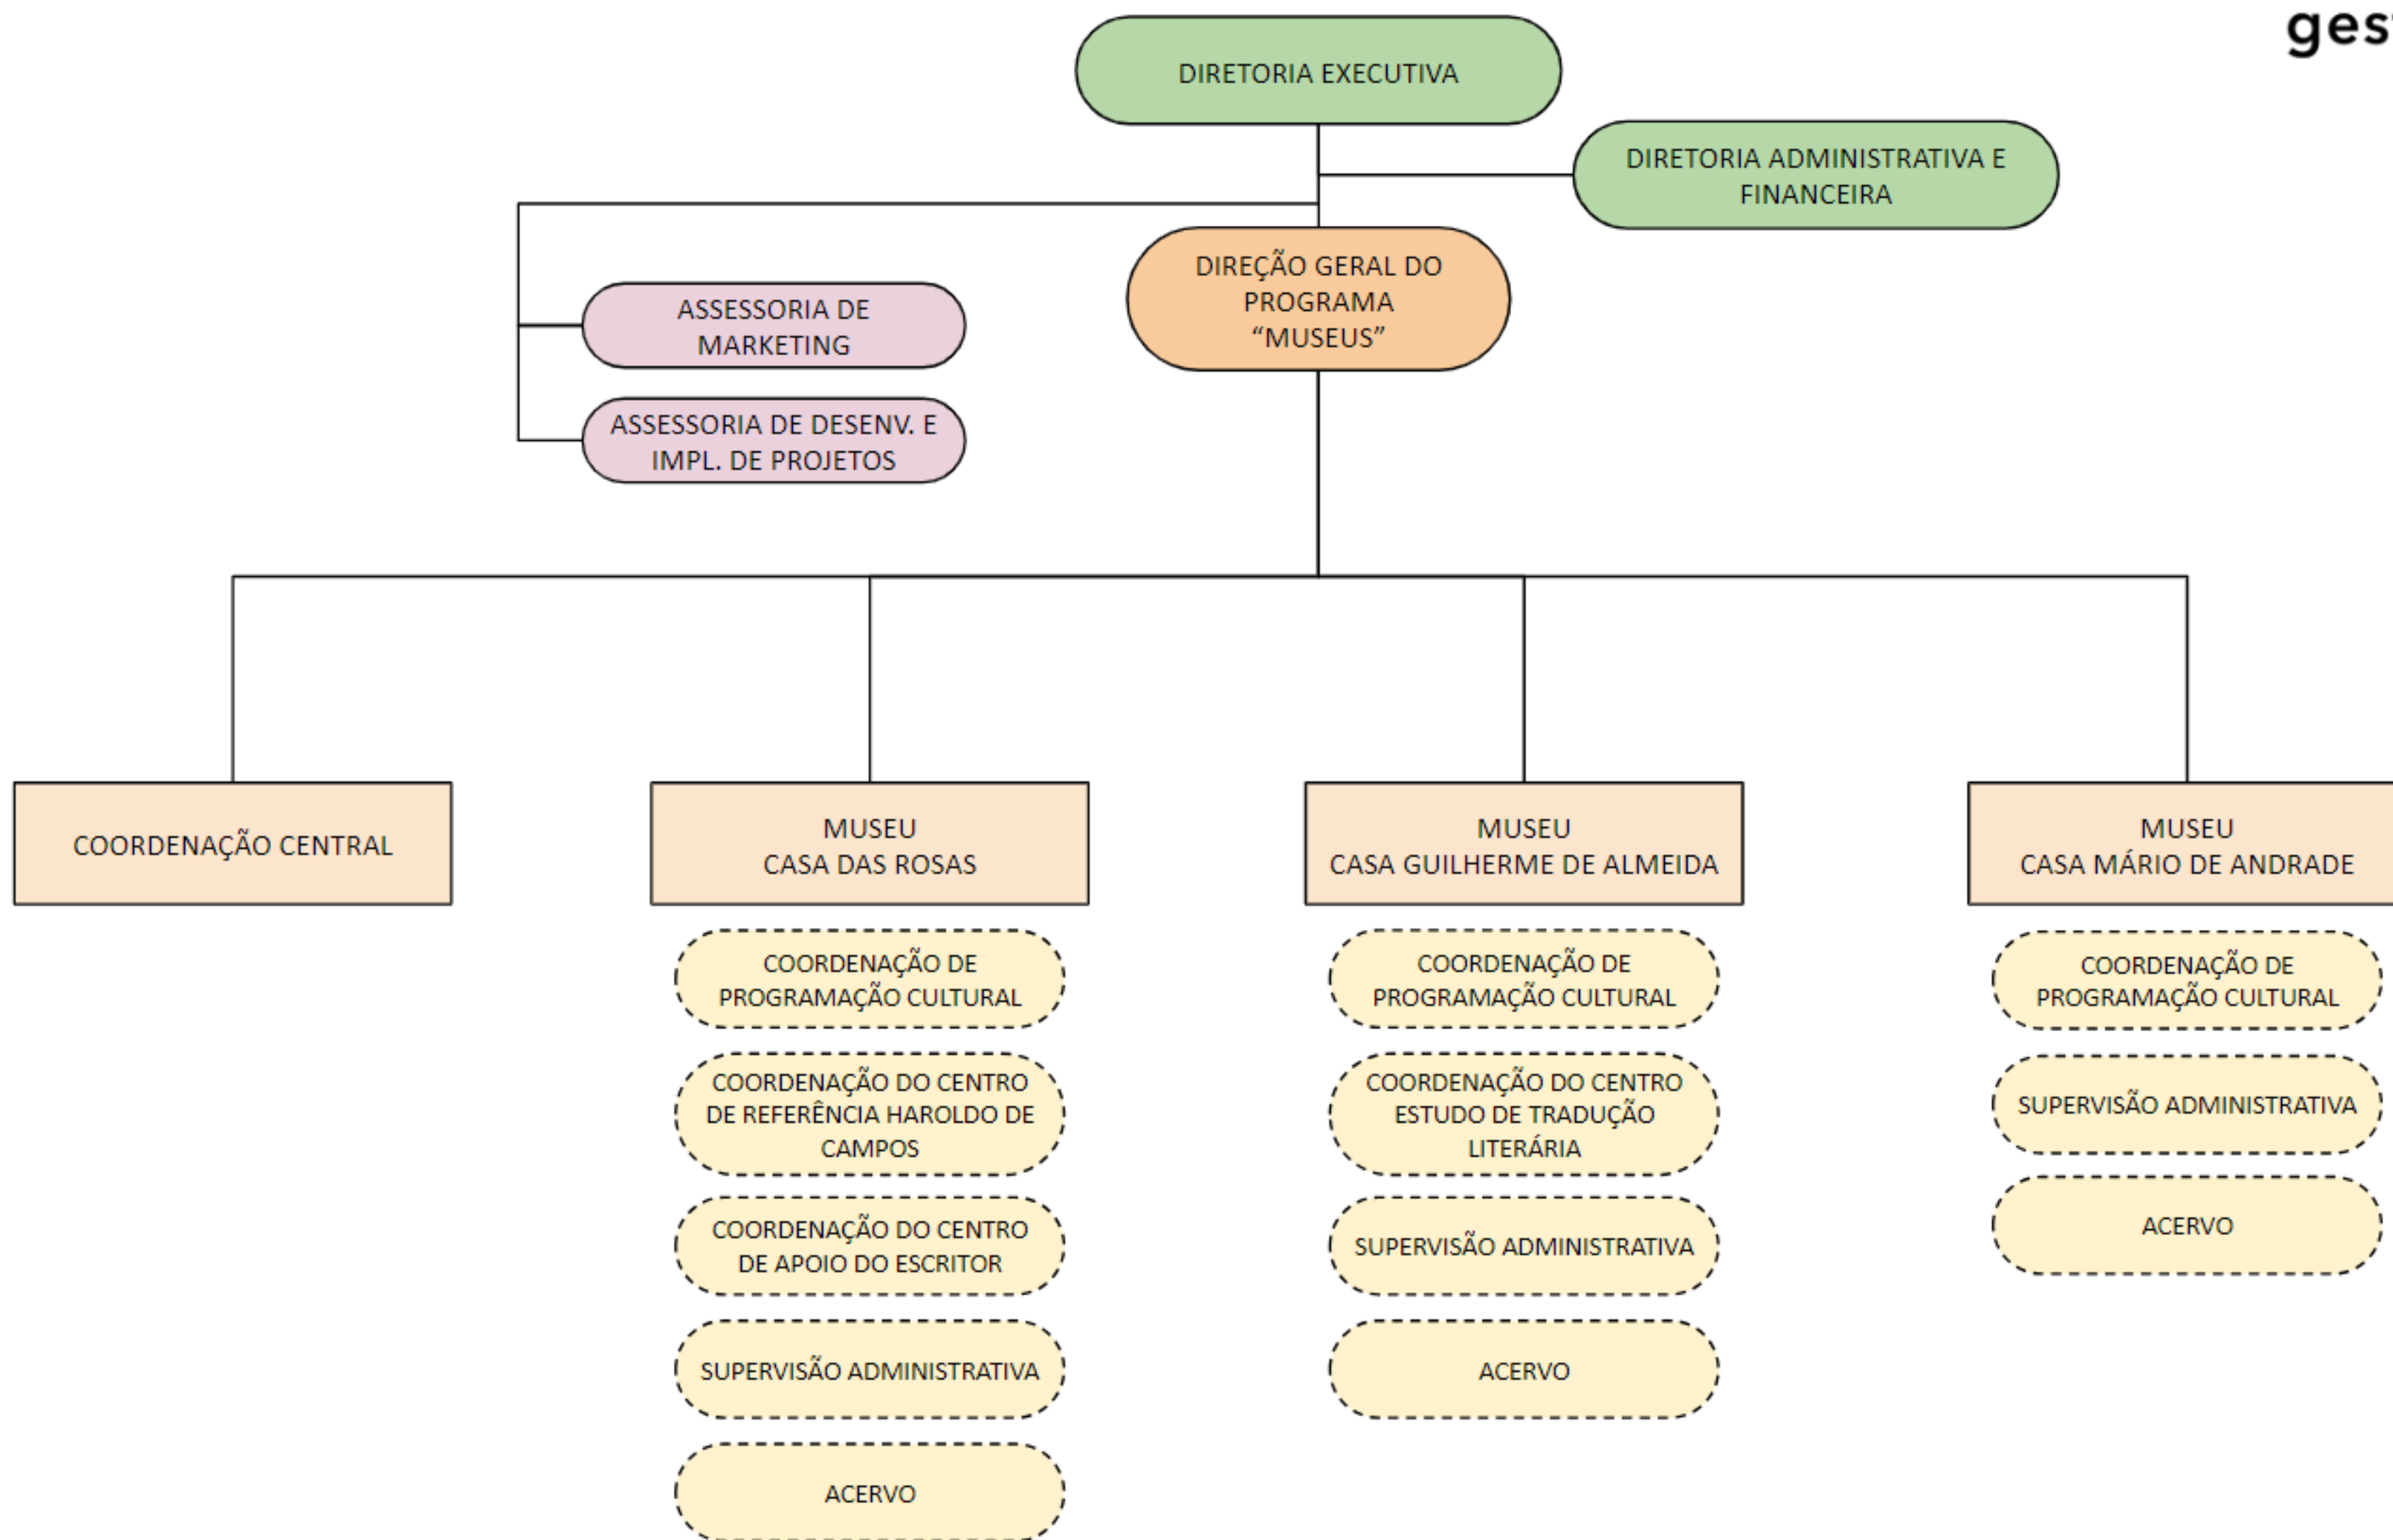 DIRETORIA EXECUTIVA
DIRETORIA ADMINISTRATIVA E
FINANCEIRA
DIREÇÃO GERAL DO
PROGRAMA
“MUSEUS”
ASSESSORIA DE
MARKETING
ASSESSORIA DE DESENV. E
IMPL. DE PROJETOS
COORDENAÇÃO CENTRAL
MUSEU
CASA DAS ROSAS
COORDENAÇÃO DE
PROGRAMAÇÃO CULTURAL
COORDENAÇÃO DO CENTRO
DE REFERÊNCIA HAROLDO DE
CAMPOS
COORDENAÇÃO DO CENTRO
DE APOIO DO ESCRITOR
SUPERVISÃO ADMINISTRATIVA
ACERVO
MUSEU
CASA GUILHERME DE ALMEIDA
COORDENAÇÃO DE
PROGRAMAÇÃO CULTURAL
COORDENAÇÃO DO CENTRO
ESTUDO DE TRADUÇÃO
LITERÁRIA
SUPERVISÃO ADMINISTRATIVA
ACERVO
MUSEU
CASA MÁRIO DE ANDRADE
COORDENAÇÃO DE
PROGRAMAÇÃO CULTURAL
SUPERVISÃO ADMINISTRATIVA
ACERVO